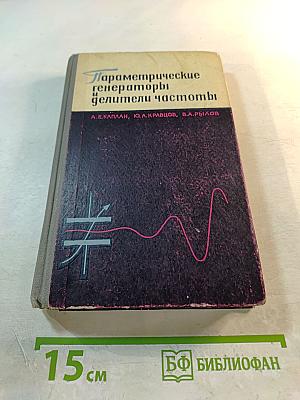 Параметрические
генераторы
и
делители частоты
А.Е.КАПЛАН, Ю.А.КРАВЦОВ, В.А.РЫЛОВ
15 см
БФ БИБЛИОФАН